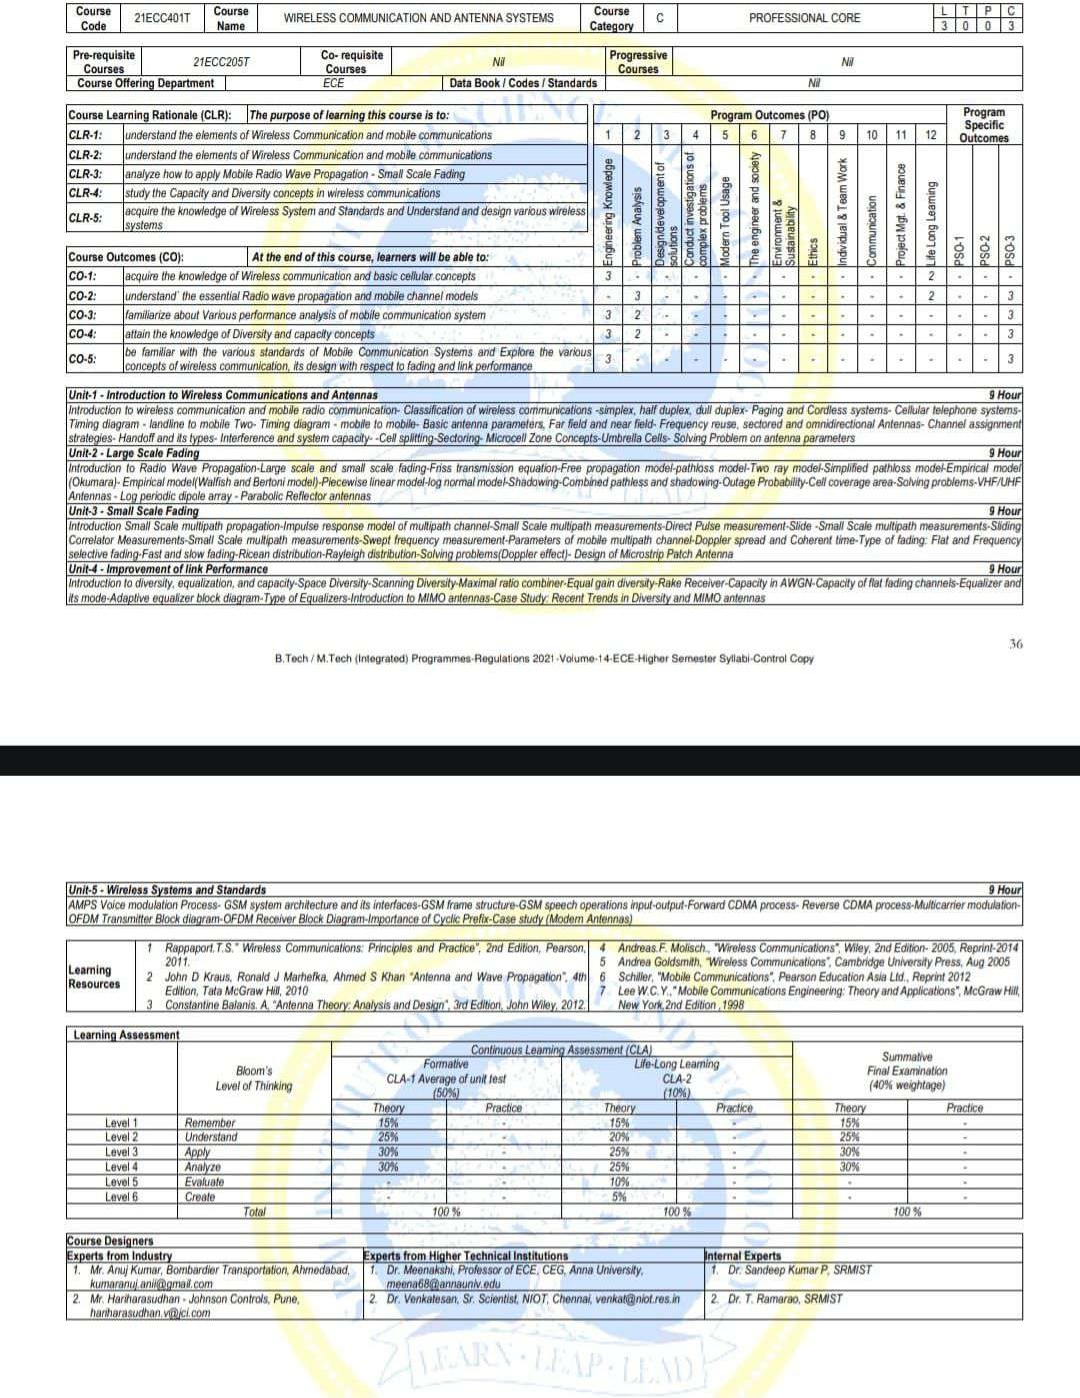 Course Code 21ECC401T Course Name WIRELESS COMMUNICATION AND ANTENNA SYSTEMS Course Category C PROFESSIONAL CORE L T P C
3 0 0 3
Pre-requisite Courses 21ECC205T Co- requisite Courses Nil Progressive Courses Nil
Course Offering Department ECE Data Book / Codes / Standards Nil
Course Learning Rationale (CLR): The purpose of learning this course is to:
CLR-1: understand the elements of Wireless Communication and mobile communications
CLR-2: understand the elements of Wireless Communication and mobile communications
CLR-3: analyze how to apply Mobile Radio Wave Propagation - Small Scale Fading
CLR-4: study the Capacity and Diversity concepts in wireless communications
CLR-5: acquire the knowledge of Wireless System and Standards and Understand and design various wireless
systems
Program Outcomes (PO)
Program Specific Outcomes
1 2 3 4 5 6 7 8 9 10 11 12
Engineering Knowledge
Problem Analysis
Design/development of solutions
Conduct investigations of complex problems
Modern Tool Usage
The engineer and society
Environment & Sustainability
Ethics
Individual & Team Work
Communication
Project Mgt. & Finance
Life Long Learning
PSO-1
PSO-2
PSO-3
Course Outcomes (CO): At the end of this course, learners will be able to:
CO-1: acquire the knowledge of Wireless communication and basic cellular concepts 3 - - - - - - - - - - 2 - - -
CO-2: understand the essential Radio wave propagation and mobile channel models - 3 - - - - - - - - - 2 - - 3
CO-3: familiarize about Various performance analysis of mobile communication system 3 2 - - - - - - - - - - - - 3
CO-4: attain the knowledge of Diversity and capacity concepts 3 2 - - - - - - - - - - - - 3
CO-5: be familiar with the various standards of Mobile Communication Systems and Explore the various
concepts of wireless communication, its design with respect to fading and link performance 3 - - - - - - - - - - - - - 3
Unit-1 - Introduction to Wireless Communications and Antennas 9 Hour
Introduction to wireless communication and mobile radio communication- Classification of wireless communications -simplex, half duplex, dull duplex- Paging and Cordless systems- Cellular telephone systems-
Timing diagram - landline to mobile Two- Timing diagram - mobile to mobile- Basic antenna parameters, Far field and near field- Frequency reuse, sectored and omnidirectional Antennas- Channel assignment
strategies- Handoff and its types- Interference and system capacity- -Cell splitting-Sectoring- Microcell Zone Concepts-Umbrella Cells- Solving Problem on antenna parameters
Unit-2 - Large Scale Fading 9 Hour
Introduction to Radio Wave Propagation-Large scale and small scale fading-Friss transmission equation-Free propagation model-pathloss model-Two ray model-Simplified pathloss model-Empirical model
(Okumara)- Empirical model(Walfish and Bertoni model)-Piecewise linear model-log normal model-Shadowing-Combined pathless and shadowing-Outage Probability-Cell coverage area-Solving problems-VHF/UHF
Antennas - Log periodic dipole array - Parabolic Reflector antennas
Unit-3 - Small Scale Fading 9 Hour
Introduction Small Scale multipath propagation-Impulse response model of multipath channel-Small Scale multipath measurements-Direct Pulse measurement-Slide -Small Scale multipath measurements-Sliding
Correlator Measurements-Small Scale multipath measurements-Swept frequency measurement-Parameters of mobile multipath channel-Doppler spread and Coherent time-Type of fading: Flat and Frequency
selective fading-Fast and slow fading-Ricean distribution-Rayleigh distribution-Solving problems(Doppler effect)- Design of Microstrip Patch Antenna
Unit-4 - Improvement of link Performance 9 Hour
Introduction to diversity, equalization, and capacity-Space Diversity-Scanning Diversity-Maximal ratio combiner-Equal gain diversity-Rake Receiver-Capacity in AWGN-Capacity of flat fading channels-Equalizer and
its mode-Adaptive equalizer block diagram-Type of Equalizers-Introduction to MIMO antennas-Case Study: Recent Trends in Diversity and MIMO antennas
36
B.Tech / M.Tech (Integrated) Programmes-Regulations 2021-Volume-14-ECE-Higher Semester Syllabi-Control Copy
Unit-5 - Wireless Systems and Standards 9 Hour
AMPS Voice modulation Process- GSM system architecture and its interfaces-GSM frame structure-GSM speech operations input-output-Forward CDMA process- Reverse CDMA process-Multicarrier modulation-
OFDM Transmitter Block diagram-OFDM Receiver Block Diagram-Importance of Cyclic Prefix-Case study (Modern Antennas)
Learning Resources
1 Rappaport.T.S." Wireless Communications: Principles and Practice", 2nd Edition, Pearson,
2011.
2 John D Kraus, Ronald J Marhefka, Ahmed S Khan "Antenna and Wave Propagation", 4th
Edition, Tata McGraw Hill, 2010
3 Constantine Balanis. A, "Antenna Theory: Analysis and Design", 3rd Edition, John Wiley, 2012.
4 Andreas.F. Molisch., "Wireless Communications", Wiley, 2nd Edition- 2005, Reprint-2014
5 Andrea Goldsmith, "Wireless Communications", Cambridge University Press, Aug 2005
6 Schiller, "Mobile Communications", Pearson Education Asia Ltd., Reprint 2012
7 Lee W.C.Y.,"Mobile Communications Engineering: Theory and Applications", McGraw Hill,
New York,2nd Edition ,1998
Learning Assessment
Bloom's Level of Thinking
Continuous Learning Assessment (CLA)
Formative CLA-1 Average of unit test (50%)
Life-Long Learning CLA-2 (10%)
Summative Final Examination (40% weightage)
Theory Practice Theory Practice Theory Practice
Level 1 Remember 15% - 15% - 15% -
Level 2 Understand 25% - 20% - 25% -
Level 3 Apply 30% - 25% - 30% -
Level 4 Analyze 30% - 25% - 30% -
Level 5 Evaluate - - 10% - - -
Level 6 Create - - 5% - - -
Total 100 % 100 % 100 %
Course Designers
Experts from Industry Experts from Higher Technical Institutions Internal Experts
1. Mr. Anuj Kumar, Bombardier Transportation, Ahmedabad, 1. Dr. Meenakshi, Professor of ECE, CEG, Anna University, 1. Dr. Sandeep Kumar P, SRMIST
kumaranuj.anii@gmail.com meena68@annauniv.edu
2. Mr. Hariharasudhan - Johnson Controls, Pune, 2. Dr. Venkatesan, Sr. Scientist, NIOT, Chennai, venkat@niot.res.in 2. Dr. T. Ramarao, SRMIST
hariharasudhan.v@jci.com
LEARN · LEAP · LEAD